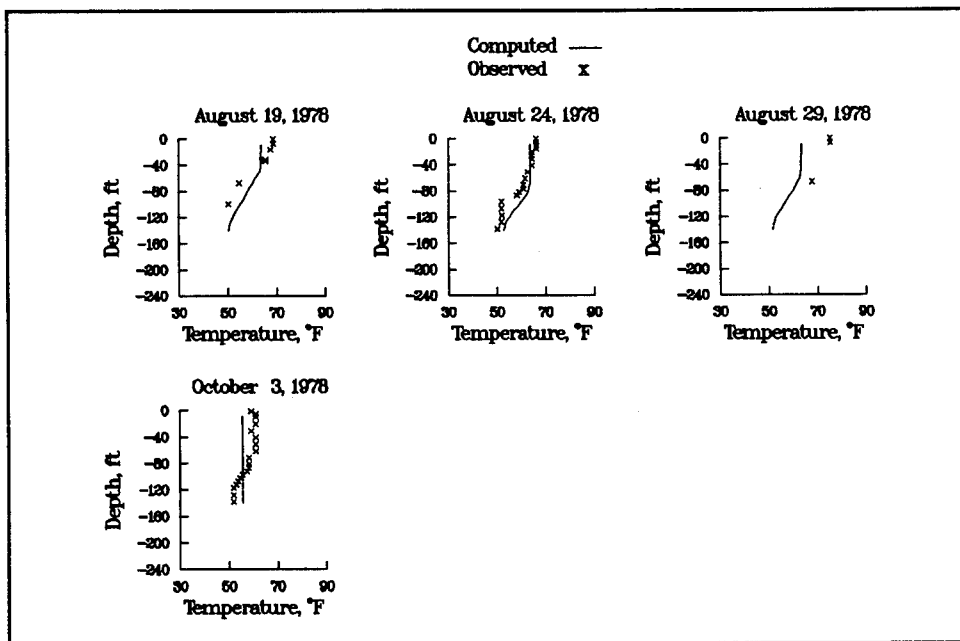 Computed
Observed x
August 19, 1978
August 24, 1978
August 29, 1978
0
-40
-80
-120
-160
-200
-240
Depth, ft
30 50 70 90
Temperature, °F
0
-40
-80
-120
-160
-200
-240
Depth, ft
30 50 70 90
Temperature, °F
0
-40
-80
-120
-160
-200
-240
Depth, ft
30 50 70 90
Temperature, °F
October 3, 1978
0
-40
-80
-120
-160
-200
-240
Depth, ft
30 50 70 90
Temperature, °F